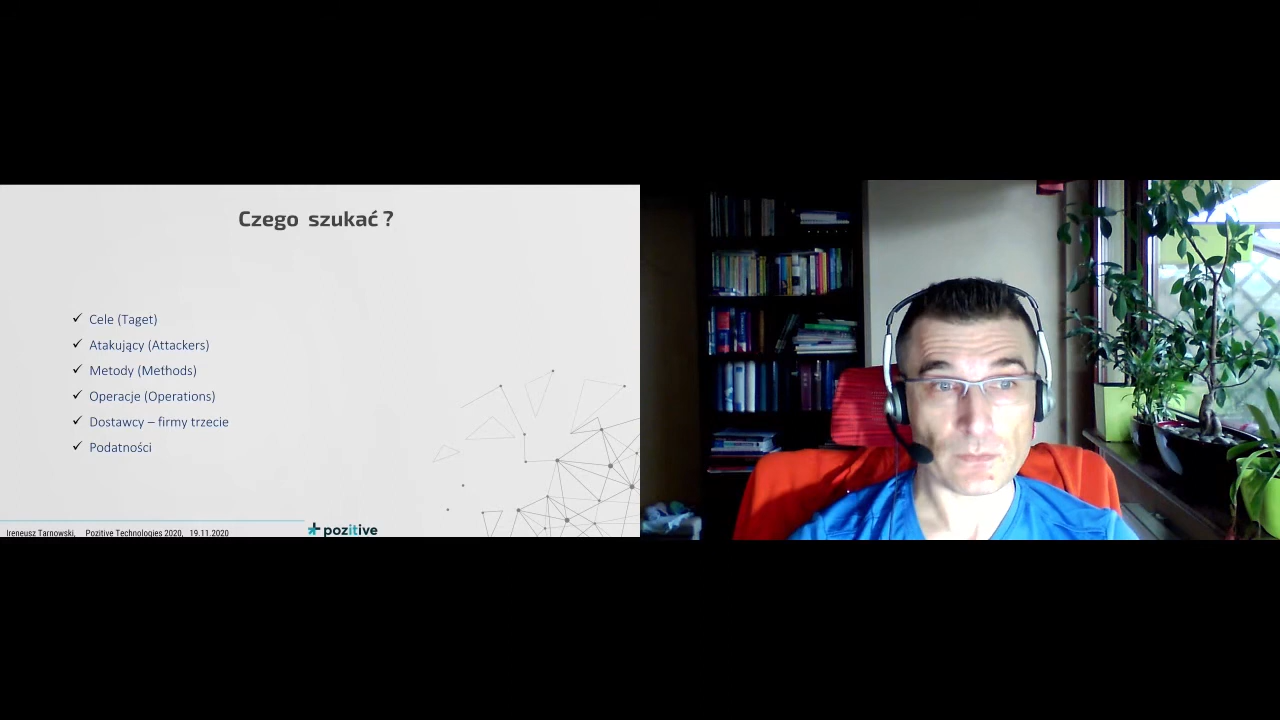 Czego szukać ?
Cele (Taget)
Atakujący (Attackers)
Metody (Methods)
Operacje (Operations)
Dostawcy – firmy trzecie
Podatności
Ireneusz Tarnowski, Pozitive Technologies 2020, 19.11.2020
pozitive